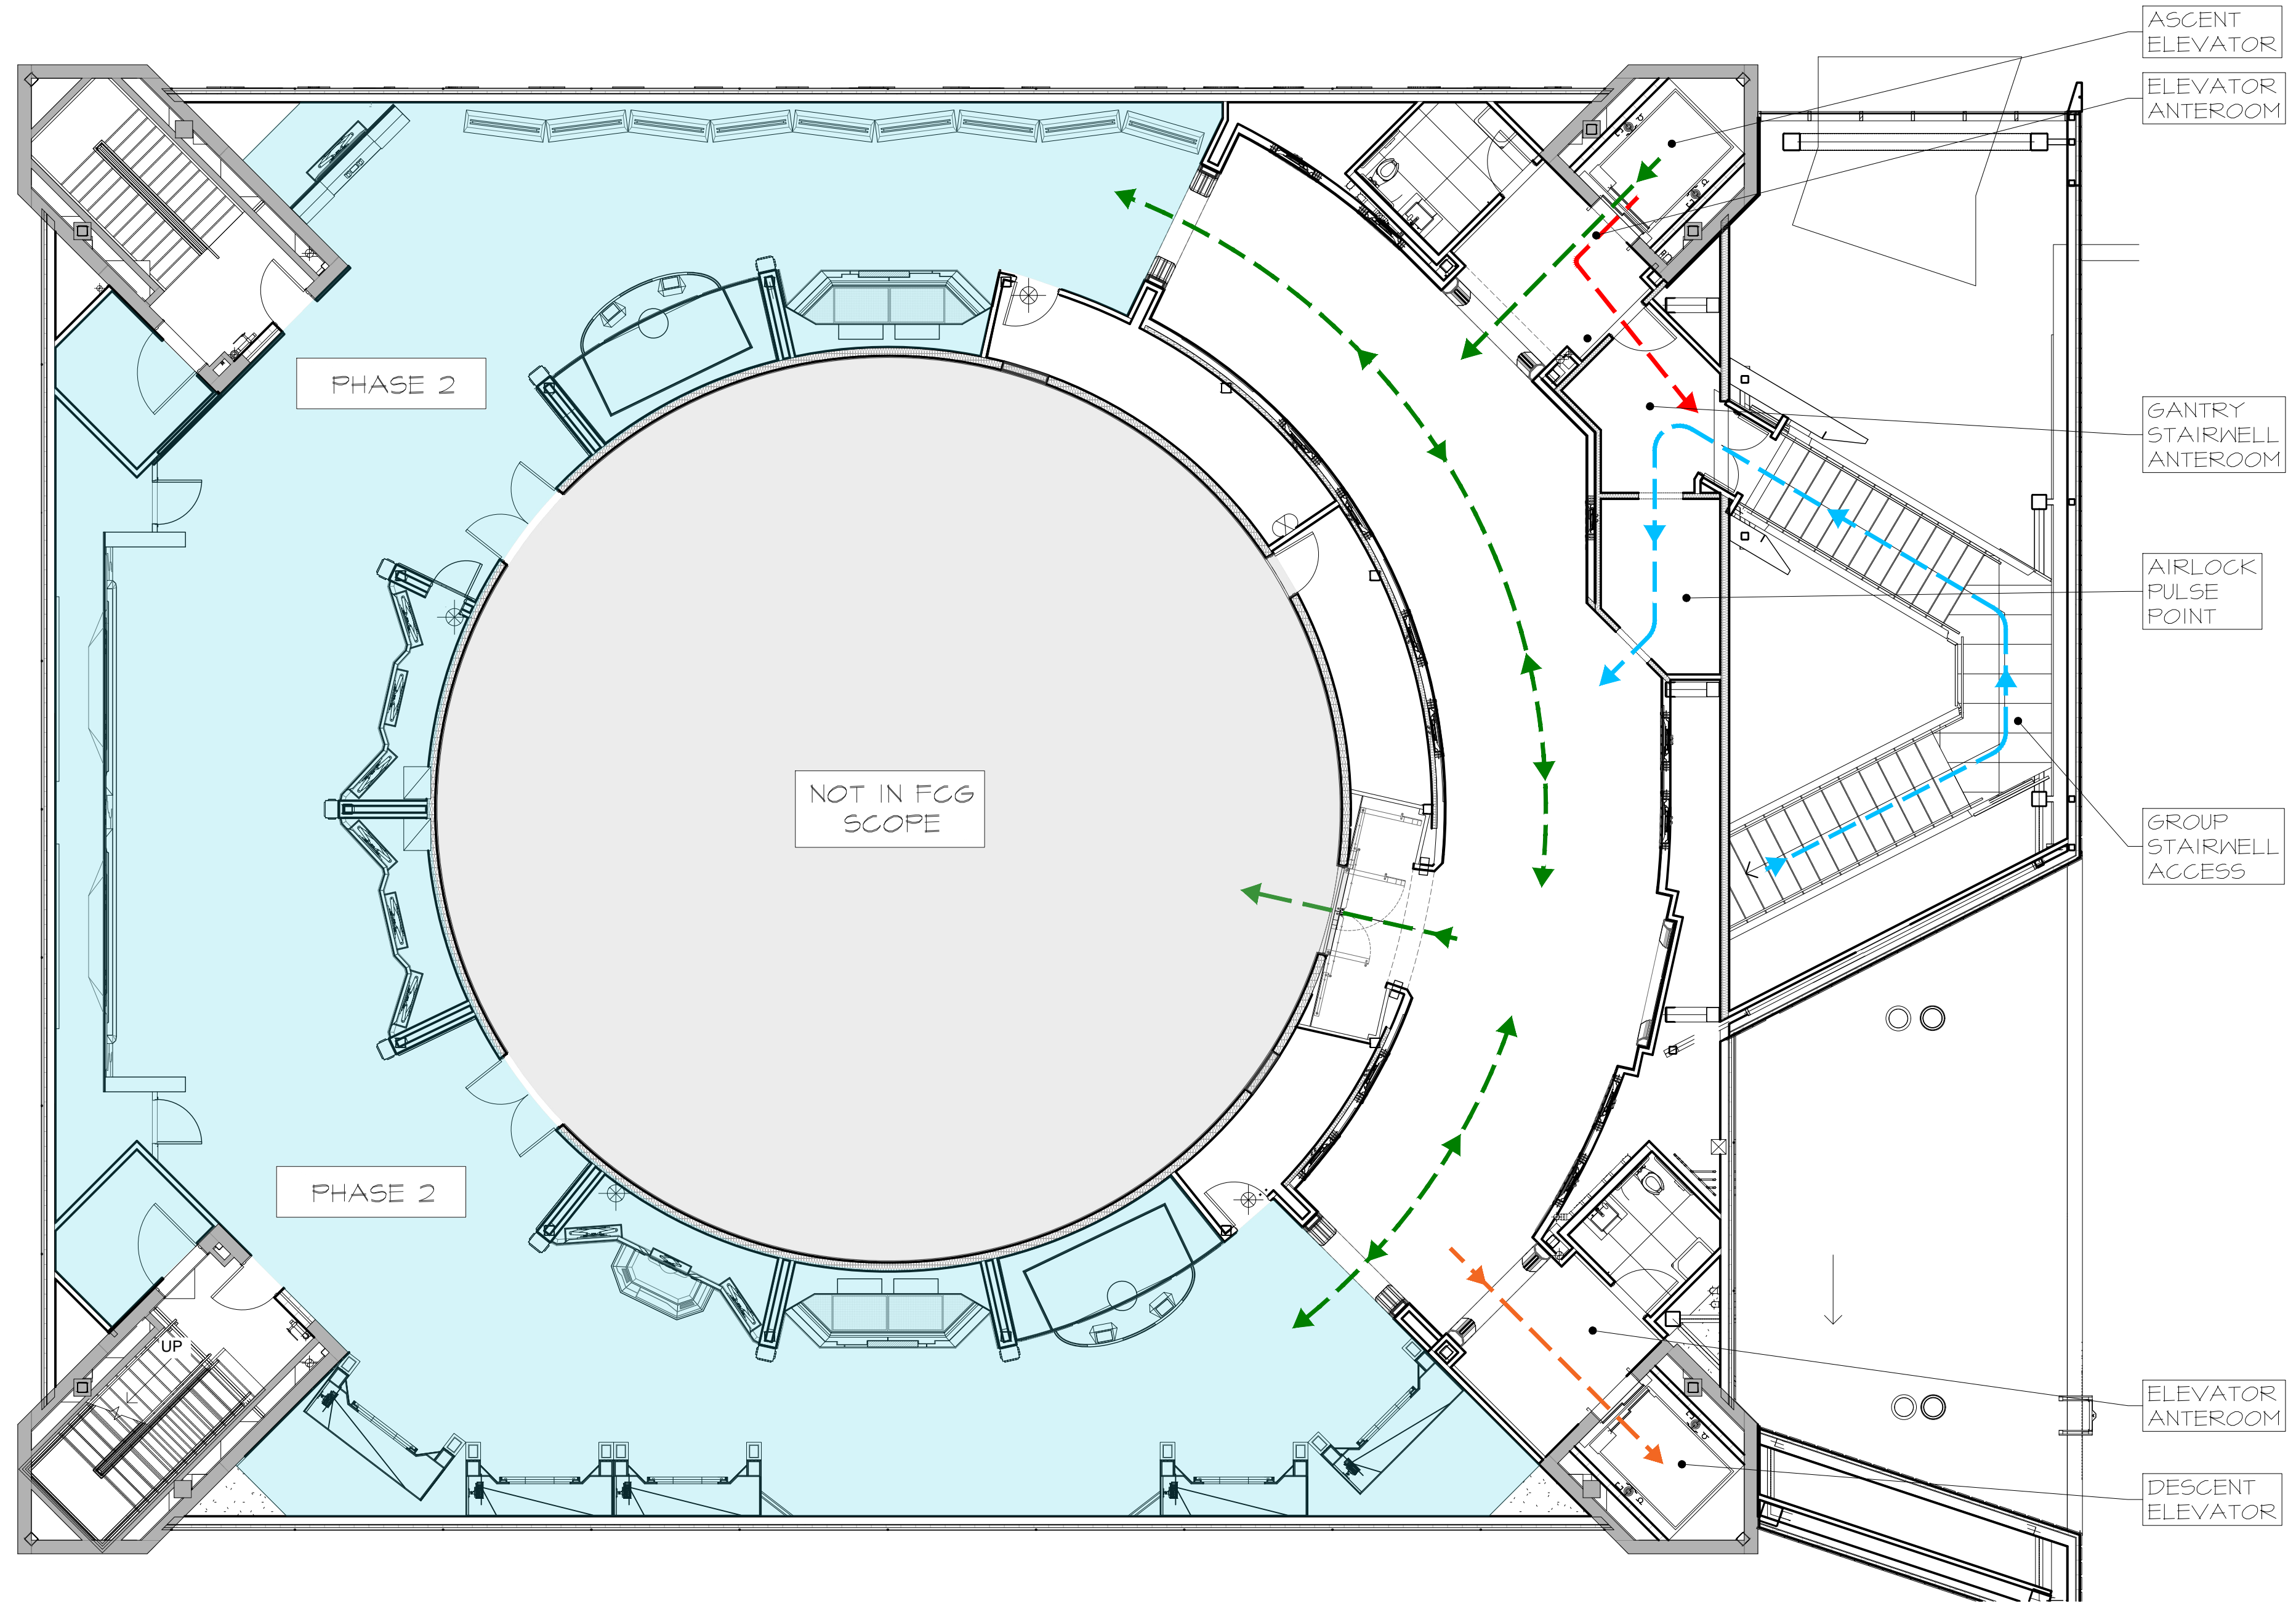 ASCENT
ELEVATOR
ELEVATOR
ANTEROOM
PHASE 2
GANTRY
STAIRWELL
ANTEROOM
AIRLOCK
PULSE
POINT
NOT IN FCG
SCOPE
GROUP
STAIRWELL
ACCESS
PHASE 2
UP
ELEVATOR
ANTEROOM
DESCENT
ELEVATOR